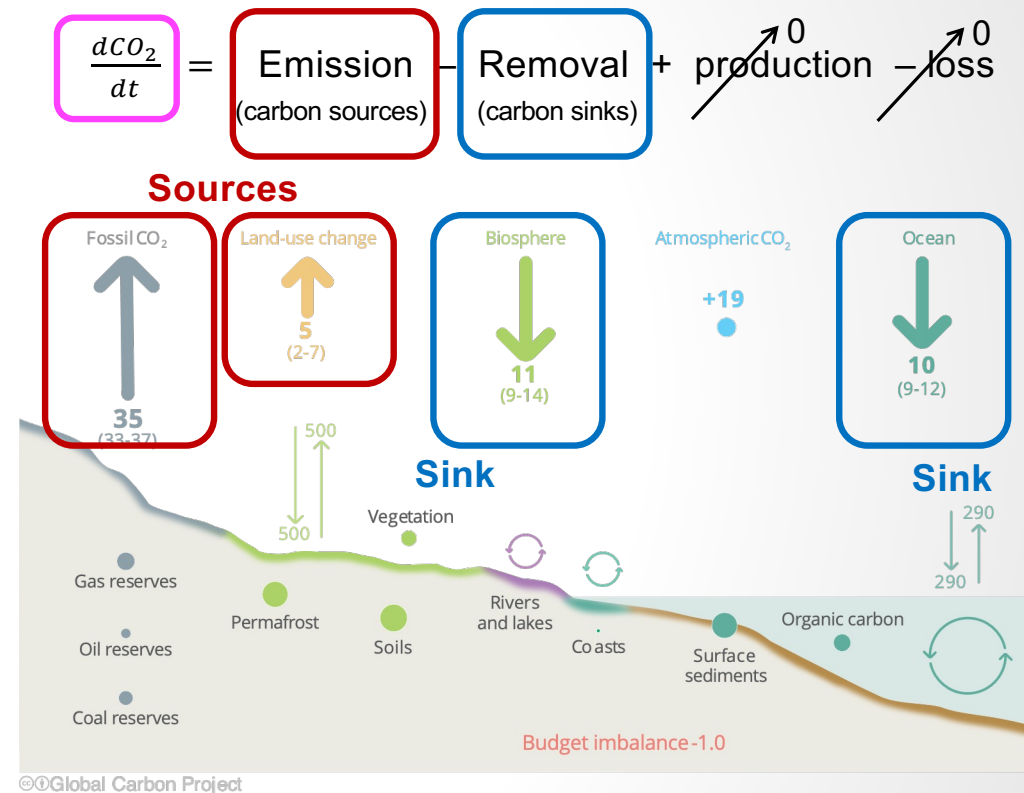 dCO₂/dt = Emission – Removal + production – loss
0
0
(carbon sources) (carbon sinks)
Sources
Fossil CO₂
35
(33-37)
Land-use change
5
(2-7)
Biosphere
11
(9-14)
Atmospheric CO₂
+19
Ocean
10
(9-12)
Sink
Sink
500
500
290
290
Vegetation
Gas reserves
Permafrost
Soils
Rivers
and lakes
Coasts
Organic carbon
Oil reserves
Surface
sediments
Coal reserves
Budget imbalance -1.0
Global Carbon Project